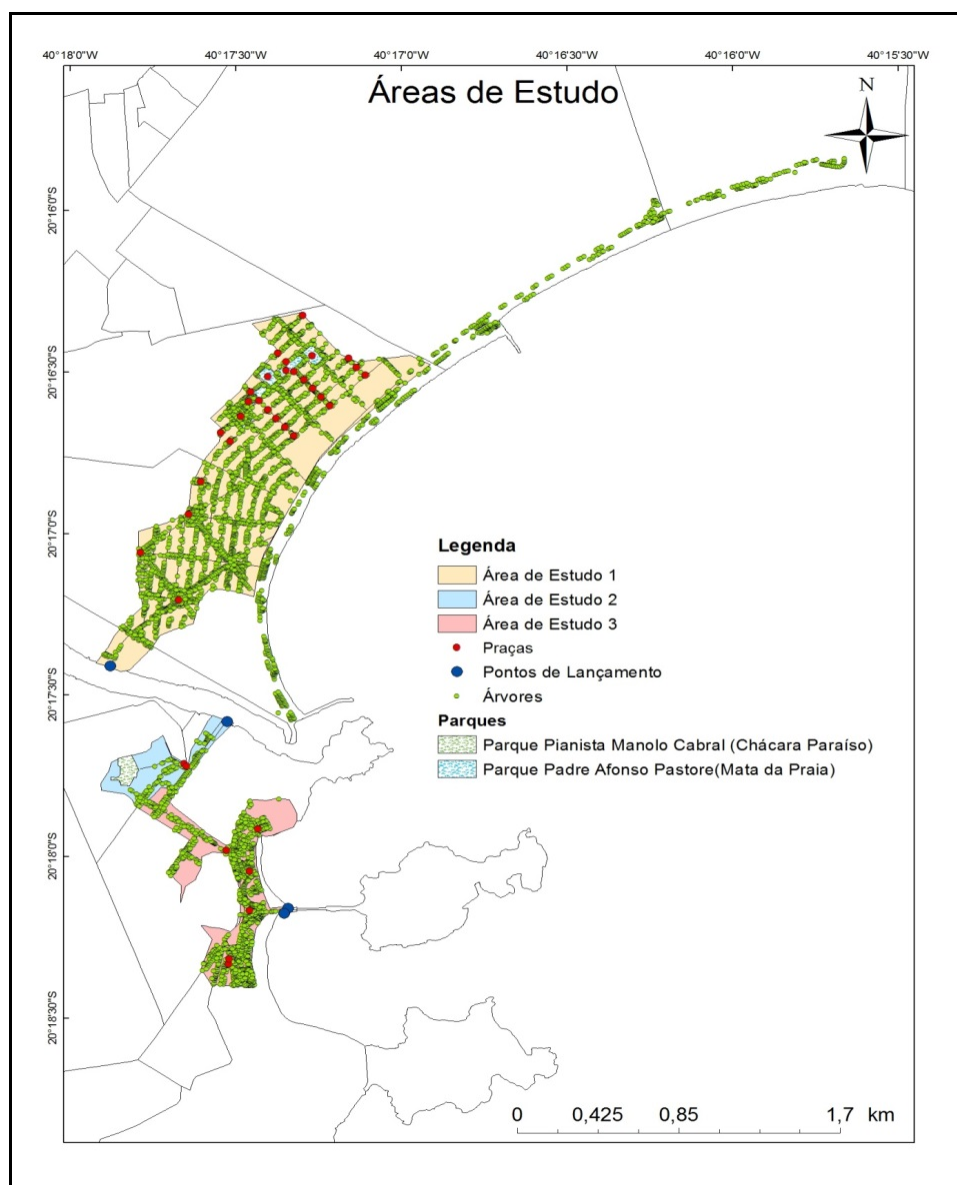 40°18'0"W 40°17'30"W 40°17'0"W 40°16'30"W 40°16'0"W 40°15'30"W
Áreas de Estudo
N
20°16'0"S
20°16'30"S
20°17'0"S
20°17'30"S
20°18'0"S
20°18'30"S
Legenda
Área de Estudo 1
Área de Estudo 2
Área de Estudo 3
Praças
Pontos de Lançamento
Árvores
Parques
Parque Pianista Manolo Cabral (Chácara Paraíso)
Parque Padre Afonso Pastore(Mata da Praia)
0 0,425 0,85 1,7 km